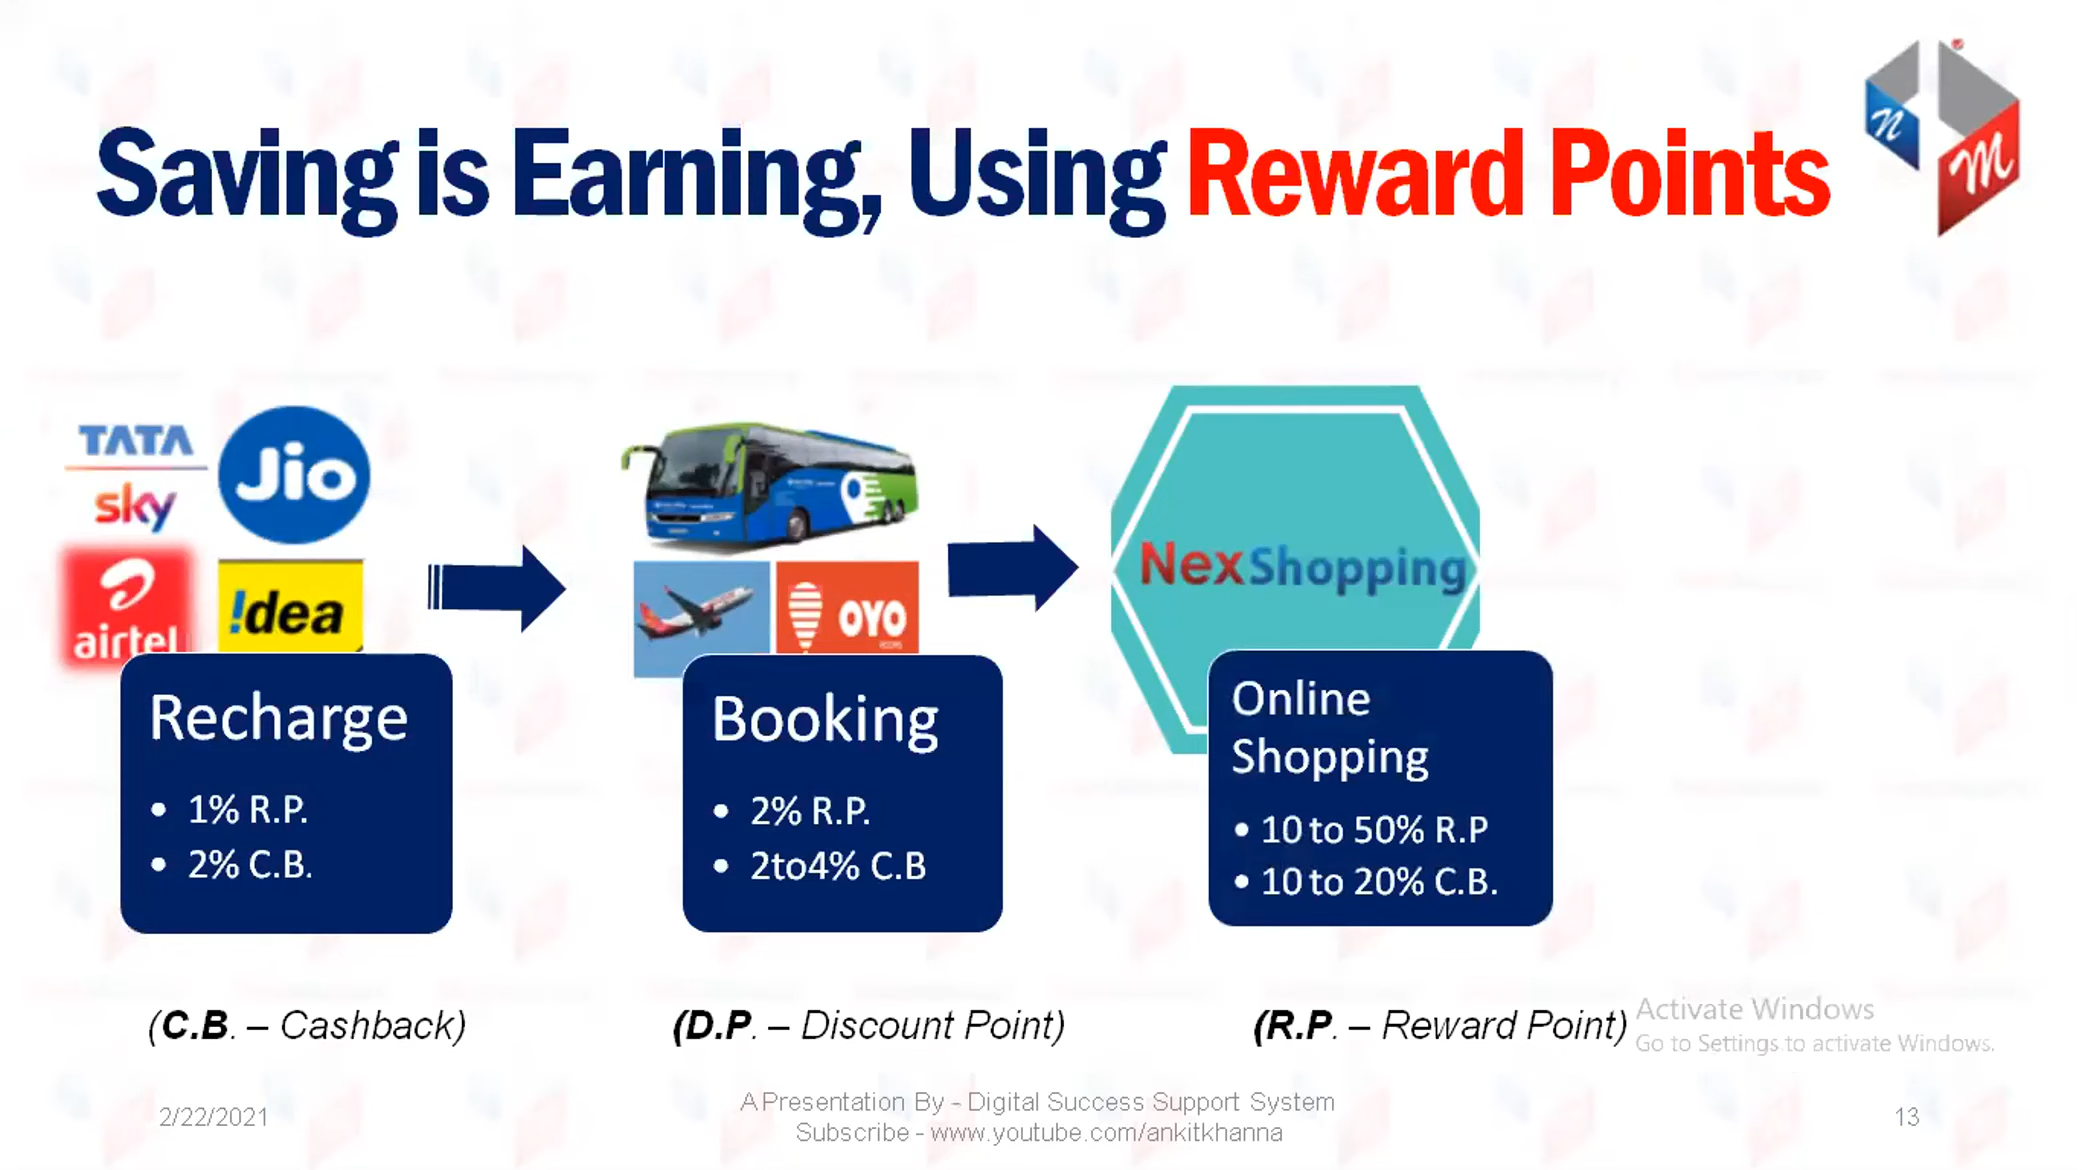 Saving is Earning, Using Reward Points
n
m
TATA
sky
Jio
airtel
!dea
OYO
ROOMS
NexShopping
Recharge
• 1% R.P.
• 2% C.B.
Booking
• 2% R.P.
• 2to4% C.B
Online
Shopping
• 10 to 50% R.P
• 10 to 20% C.B.
(C.B. – Cashback)
(D.P. – Discount Point)
(R.P. – Reward Point)
Activate Windows
Go to Settings to activate Windows.
2/22/2021
A Presentation By - Digital Success Support System
Subscribe - www.youtube.com/ankitkhanna
13